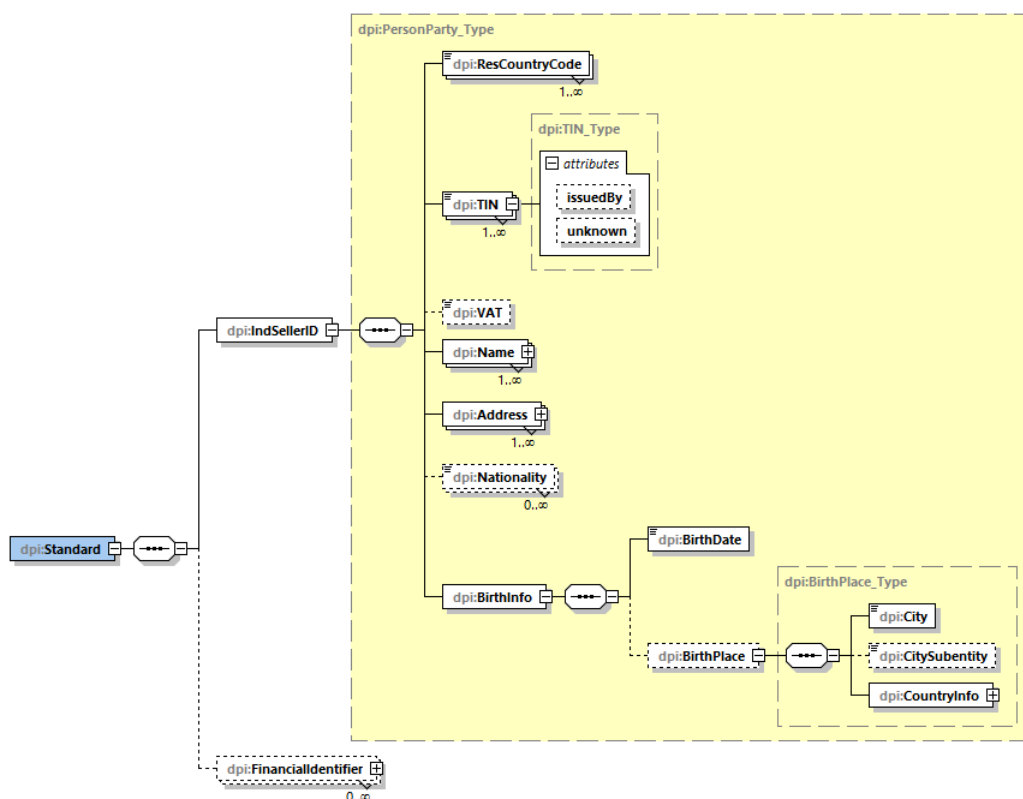 dpi:PersonParty_Type
dpi:ResCountryCode
1..∞
dpi:TIN_Type
attributes
issuedBy
dpi:TIN
unknown
1..∞
dpi:VAT
dpi:IndSellerID
dpi:Name
1..∞
dpi:Address
1..∞
dpi:Nationality
0..∞
dpi:Standard
dpi:BirthDate
dpi:BirthPlace_Type
dpi:BirthInfo
dpi:City
dpi:BirthPlace
dpi:CitySubentity
dpi:CountryInfo
dpi:FinancialIdentifier
0..∞